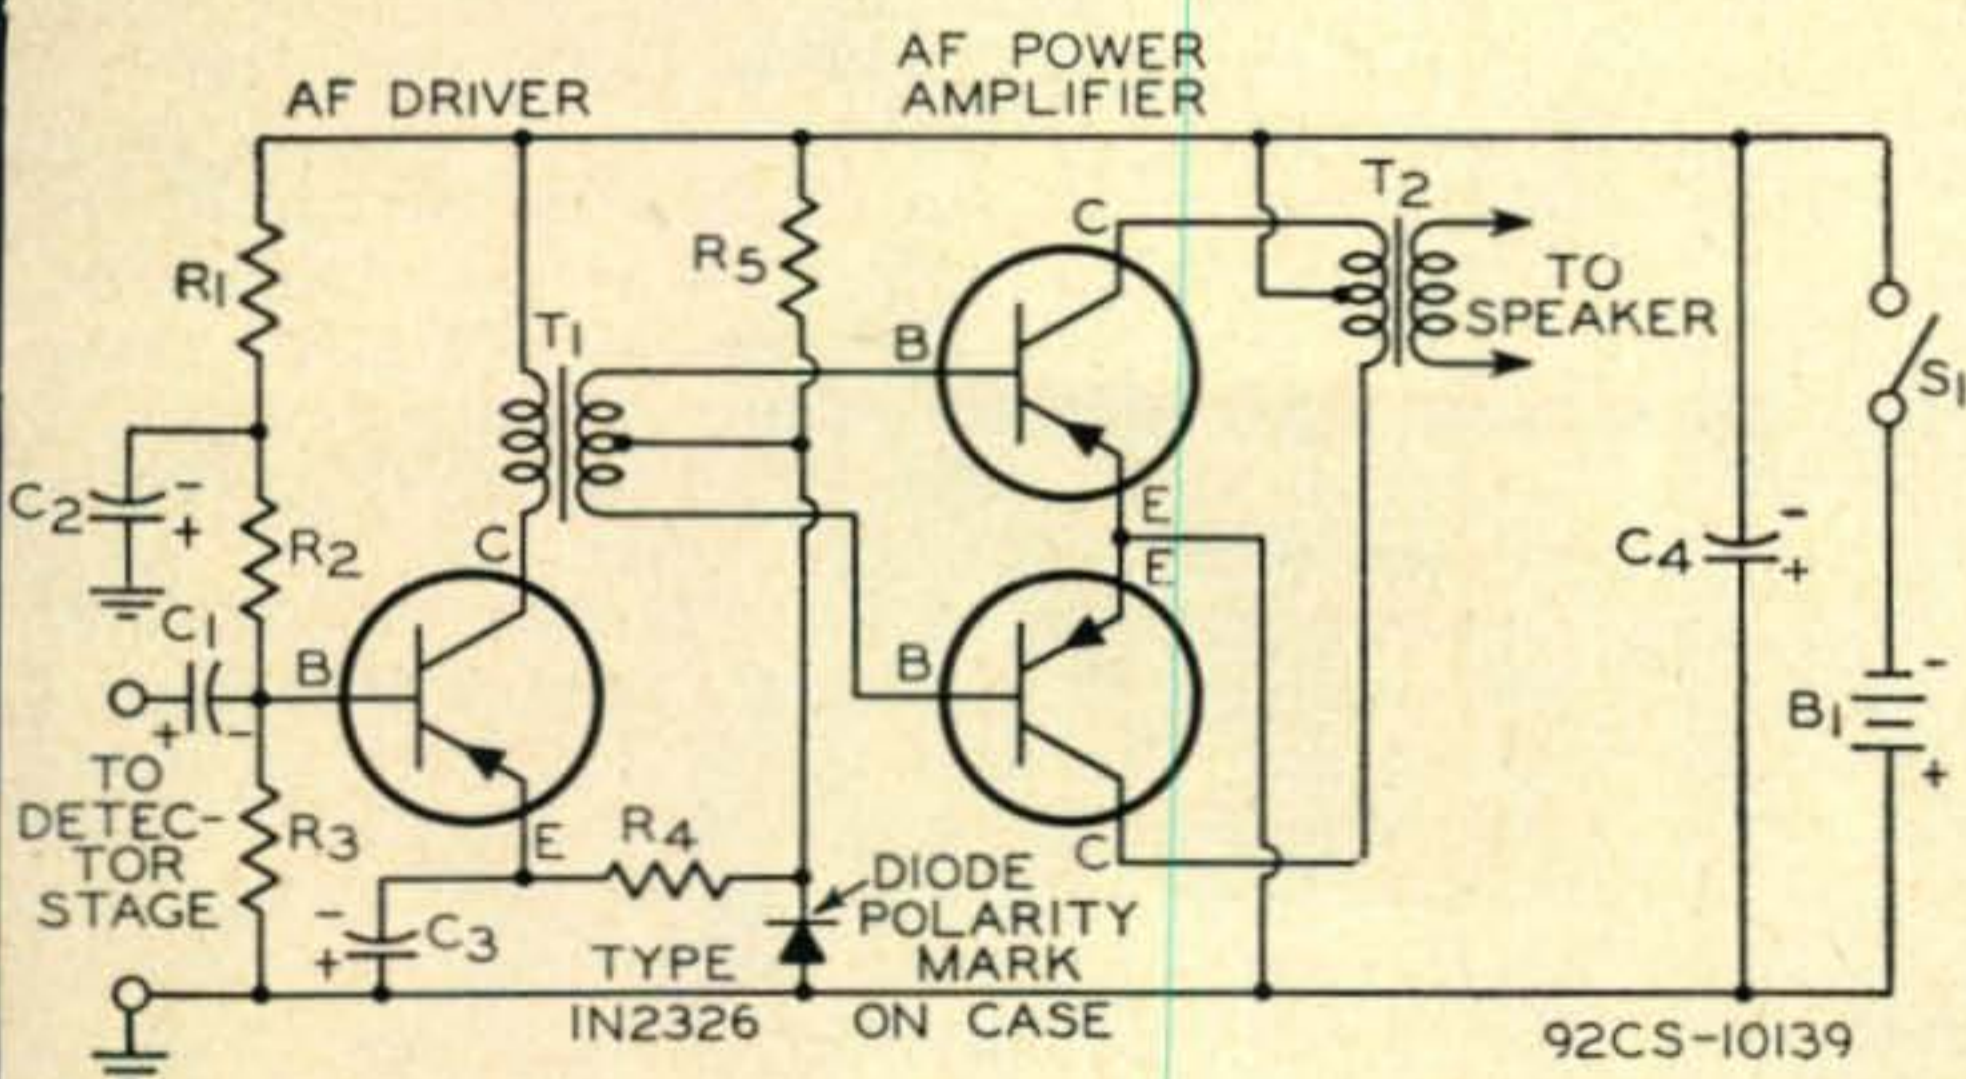 AF DRIVER
AF POWER
AMPLIFIER
T2
C
R5
R1
TO
SPEAKER
T1
B
S1
C2
-
+
R2
C
E
E
C4
-
+
C1
B
B
+
-
B1
-
+
TO
DETEC-
TOR
STAGE
R3
E
R4
C
DIODE
POLARITY
MARK
ON CASE
-
+
C3
TYPE
IN2326
92CS-10139